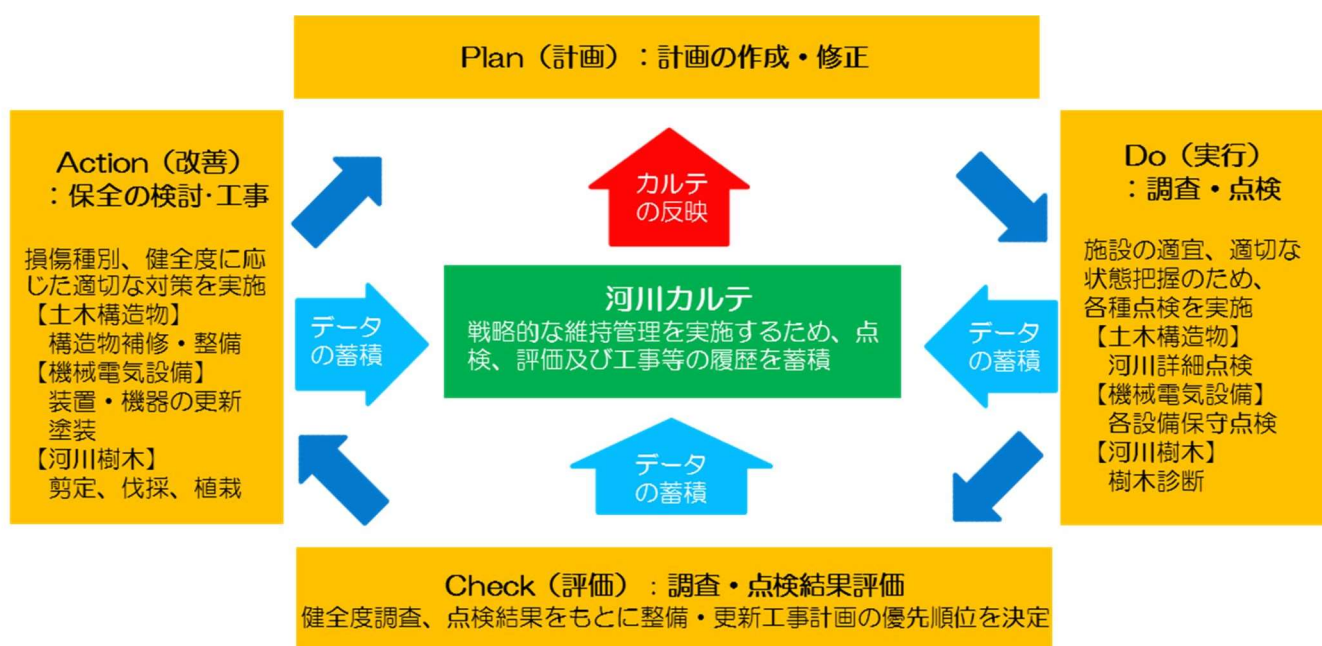 Plan（計画）：計画の作成・修正
Action（改善）
：保全の検討･工事
損傷種別、健全度に応
じた適切な対策を実施
【土木構造物】
構造物補修・整備
【機械電気設備】
装置・機器の更新
塗装
【河川樹木】
剪定、伐採、植栽
カルテ
の反映
河川カルテ
戦略的な維持管理を実施するため、点
検、評価及び工事等の履歴を蓄積
データ
の蓄積
データ
の蓄積
データ
の蓄積
Do（実行）
：調査・点検
施設の適宜、適切な
状態把握のため、
各種点検を実施
【土木構造物】
河川詳細点検
【機械電気設備】
各設備保守点検
【河川樹木】
樹木診断
Check（評価）：調査・点検結果評価
健全度調査、点検結果をもとに整備・更新工事計画の優先順位を決定